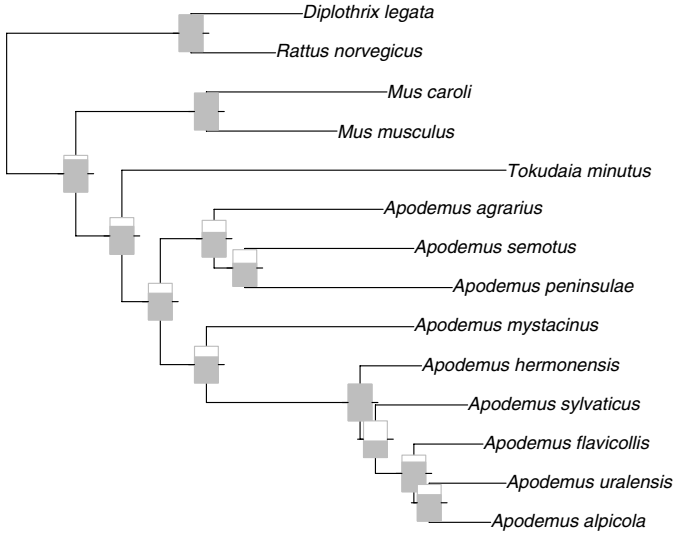 Diplothrix legata
Rattus norvegicus
Mus caroli
Mus musculus
Tokudaia minutus
Apodemus agrarius
Apodemus semotus
Apodemus peninsulae
Apodemus mystacinus
Apodemus hermonensis
Apodemus sylvaticus
Apodemus flavicollis
Apodemus uralensis
Apodemus alpicola